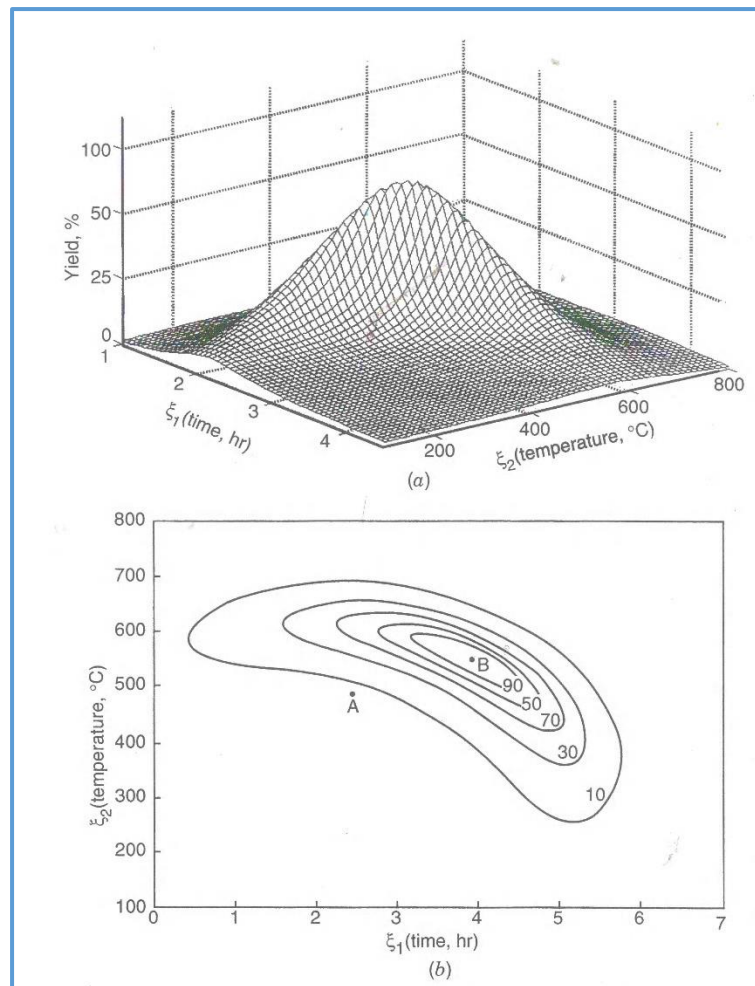 100
50
25
0
Yield, %
1
2
3
4
ξ₁(time, hr)
200
400
600
800
ξ₂(temperature, °C)
(a)
800
700
600
500
400
300
200
100
ξ₂(temperature, °C)
A
B
90
50
70
30
10
0 1 2 3 4 5 6 7
ξ₁(time, hr)
(b)